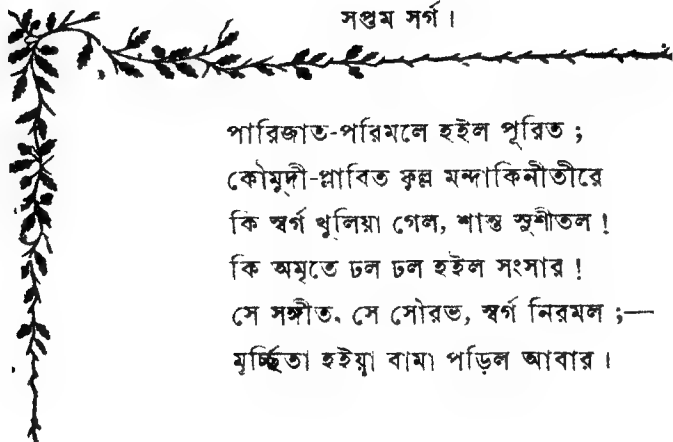 সপ্তম সর্গ।
পারিজাত-পরিমলে হইল পূরিত ;
কৌমুদী-প্লাবিত ফুল্ল মন্দাকিনীতীরে
কি স্বর্গ খুলিয়া গেল, শান্ত সুশীতল !
কি অমৃতে ঢল ঢল হইল সংসার !
সে সঙ্গীত, সে সৌরভ, স্বর্গ নিরমল ;—
মূর্চ্ছিতা হইয়া বামা পড়িল আবার।